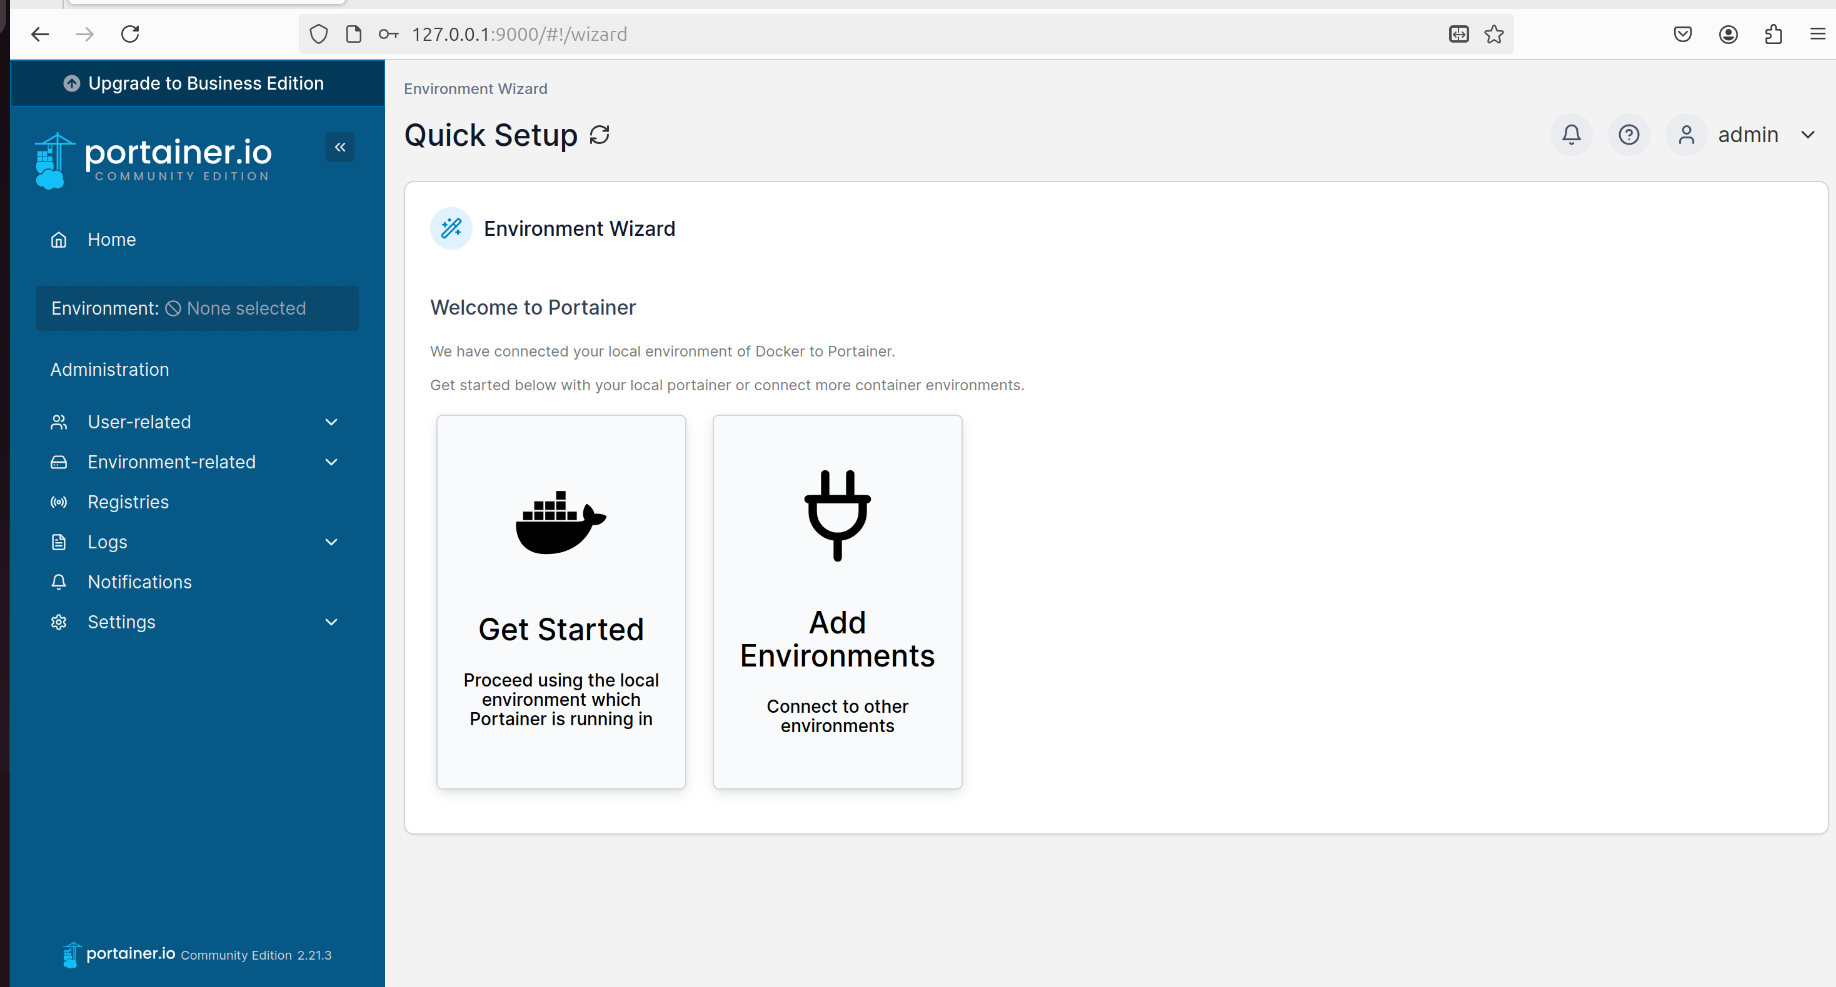 127.0.0.1:9000/#!/wizard
Upgrade to Business Edition
portainer.io
COMMUNITY EDITION
Home
Environment: None selected
Administration
User-related
Environment-related
Registries
Logs
Notifications
Settings
portainer.io Community Edition 2.21.3
Environment Wizard
Quick Setup
admin
Environment Wizard
Welcome to Portainer
We have connected your local environment of Docker to Portainer.
Get started below with your local portainer or connect more container environments.
Get Started
Proceed using the local
environment which
Portainer is running in
Add
Environments
Connect to other
environments